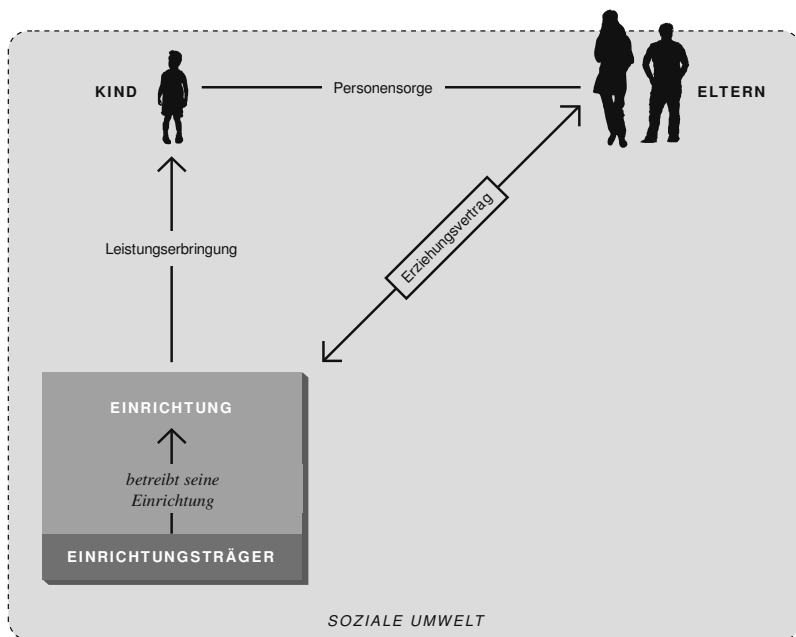 KIND
Personensorge
ELTERN
Erziehungsvertrag
Leistungserbringung
EINRICHTUNG
betreibt seine
Einrichtung
EINRICHTUNGSTRÄGER
SOZIALE UMWELT